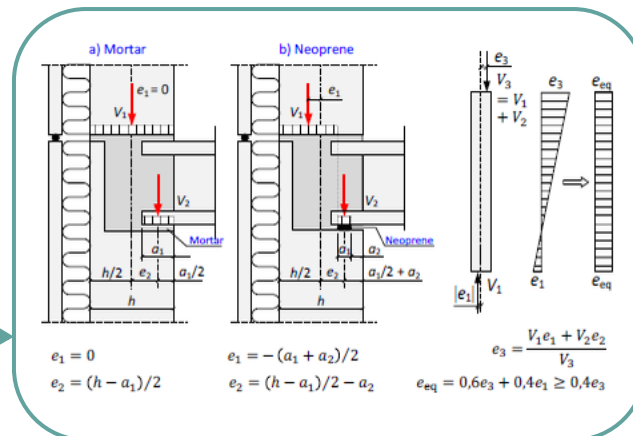 a) Mortar
e₁ = 0
V₁
V₂
Mortar
a₁
h/2
e₂
a₁/2
h
e₁ = 0
e₂ = (h − a₁)/2
b) Neoprene
e₁
V₁
V₂
Neoprene
a₁
a₂
h/2
e₂
a₁/2 + a₂
h
e₁ = −(a₁ + a₂)/2
e₂ = (h − a₁)/2 − a₂
e₃
V₃
= V₁
+ V₂
e₃
e_eq
|e₁|
V₁
e₁
e_eq
e₃ = (V₁e₁ + V₂e₂)/V₃
e_eq = 0,6e₃ + 0,4e₁ ≥ 0,4e₃